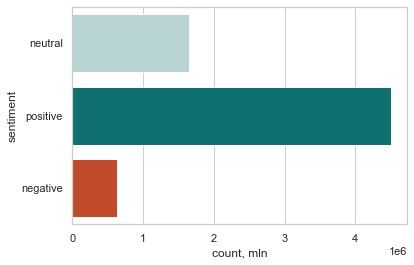 neutral
positive
negative
sentiment
0 1 2 3 4
1e6
count, mln